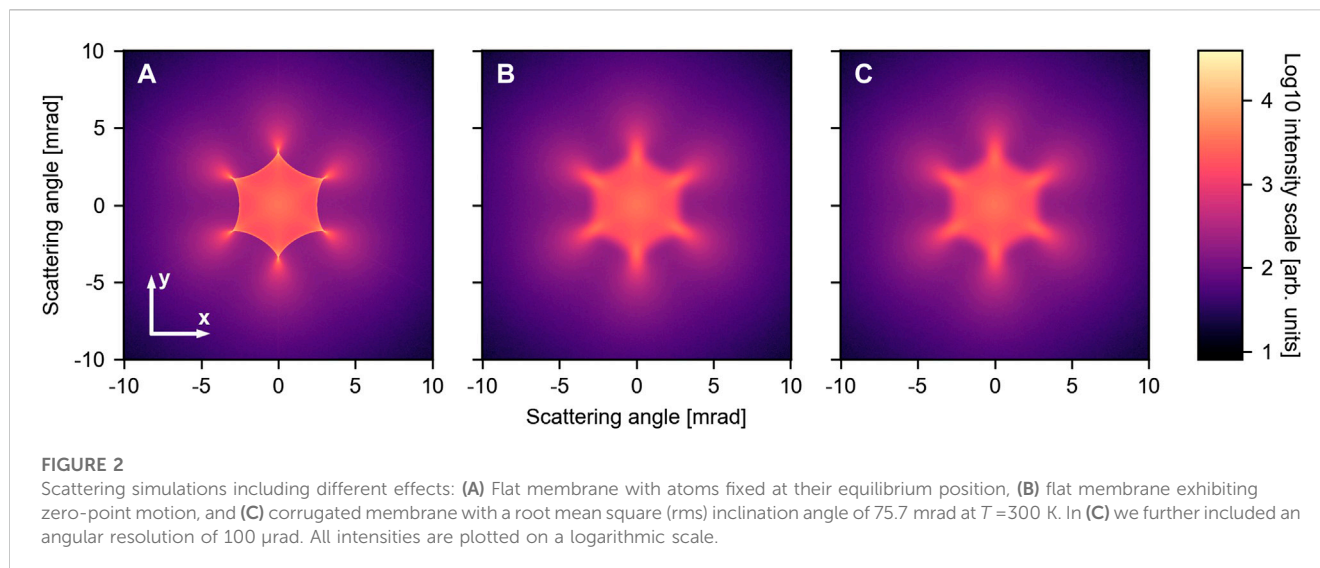 A
B
C
10
5
0
-5
-10
Scattering angle [mrad]
y
x
-10 -5 0 5 10
-10 -5 0 5 10
-10 -5 0 5 10
Scattering angle [mrad]
4
3
2
1
Log10 intensity scale [arb. units]
FIGURE 2
Scattering simulations including different effects: (A) Flat membrane with atoms fixed at their equilibrium position, (B) flat membrane exhibiting
zero-point motion, and (C) corrugated membrane with a root mean square (rms) inclination angle of 75.7 mrad at T =300 K. In (C) we further included an
angular resolution of 100 μrad. All intensities are plotted on a logarithmic scale.